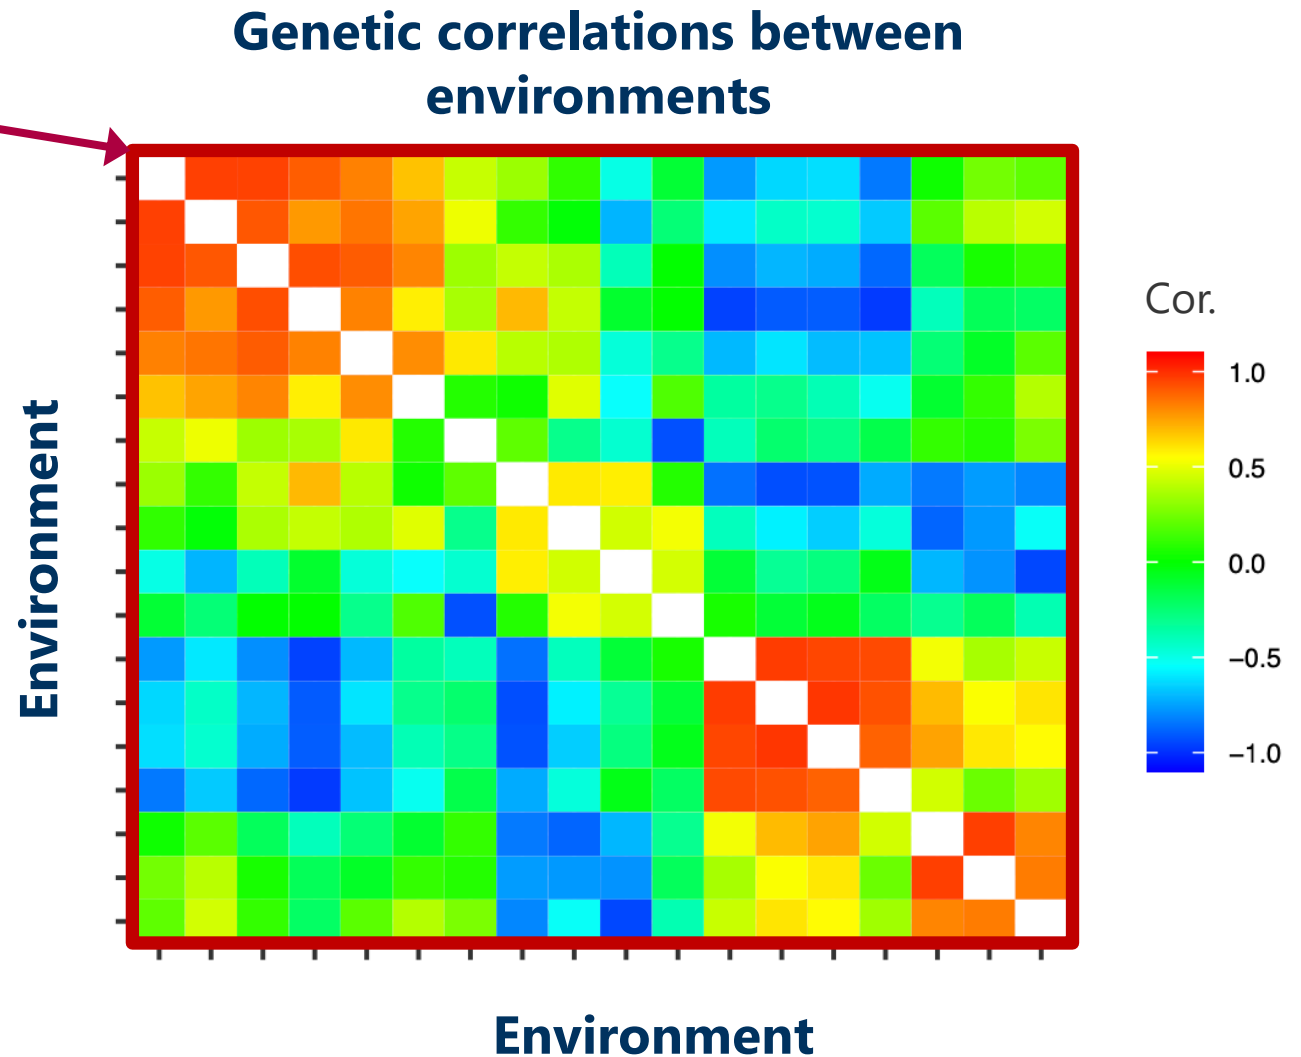 Genetic correlations between
environments
Environment
Cor.
1.0
0.5
0.0
−0.5
−1.0
Environment